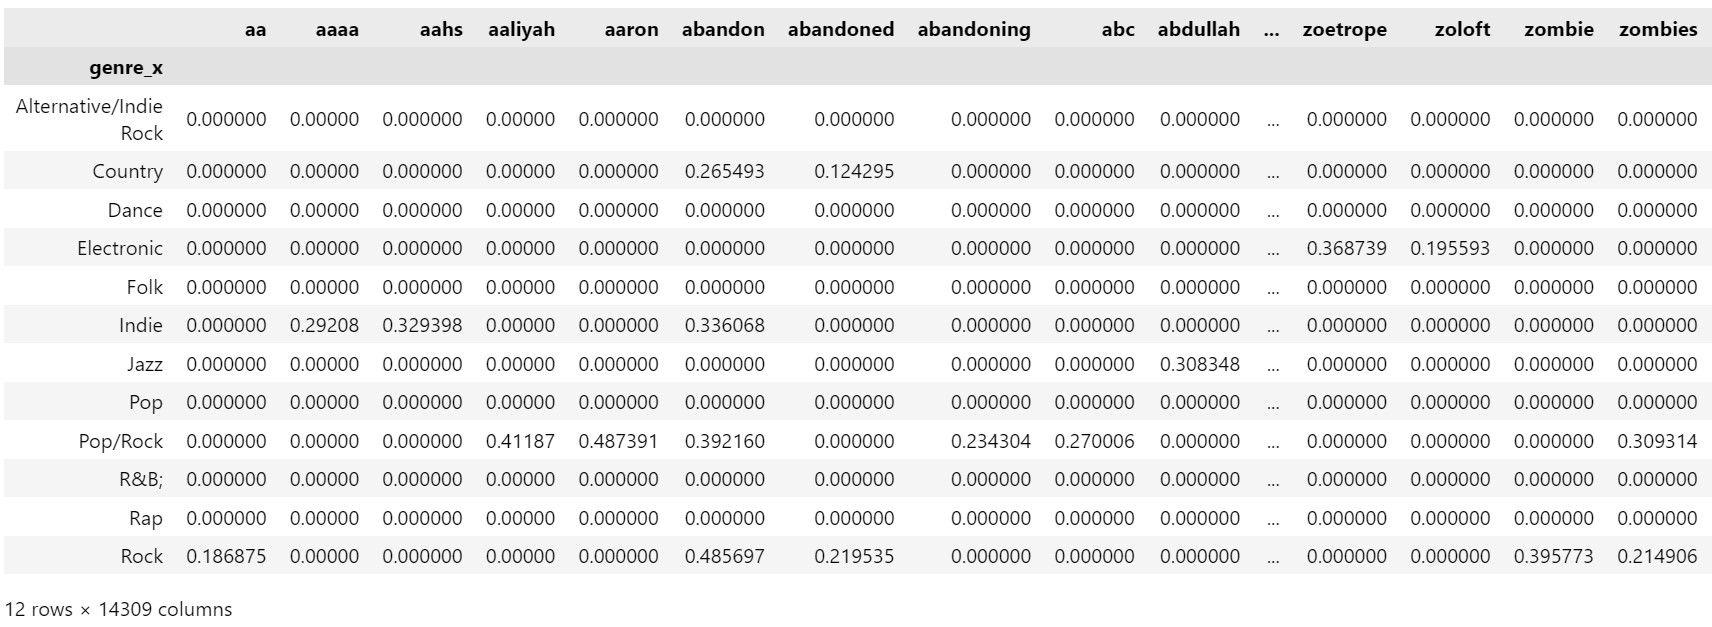 aa aaaa aahs aaliyah aaron abandon abandoned abandoning abc abdullah ... zoetrope zoloft zombie zombies
genre_x
Alternative/Indie
Rock 0.000000 0.00000 0.000000 0.00000 0.000000 0.000000 0.000000 0.000000 0.000000 0.000000 ... 0.000000 0.000000 0.000000 0.000000
Country 0.000000 0.00000 0.000000 0.00000 0.000000 0.265493 0.124295 0.000000 0.000000 0.000000 ... 0.000000 0.000000 0.000000 0.000000
Dance 0.000000 0.00000 0.000000 0.00000 0.000000 0.000000 0.000000 0.000000 0.000000 0.000000 ... 0.000000 0.000000 0.000000 0.000000
Electronic 0.000000 0.00000 0.000000 0.00000 0.000000 0.000000 0.000000 0.000000 0.000000 0.000000 ... 0.368739 0.195593 0.000000 0.000000
Folk 0.000000 0.00000 0.000000 0.00000 0.000000 0.000000 0.000000 0.000000 0.000000 0.000000 ... 0.000000 0.000000 0.000000 0.000000
Indie 0.000000 0.29208 0.329398 0.00000 0.000000 0.336068 0.000000 0.000000 0.000000 0.000000 ... 0.000000 0.000000 0.000000 0.000000
Jazz 0.000000 0.00000 0.000000 0.00000 0.000000 0.000000 0.000000 0.000000 0.000000 0.308348 ... 0.000000 0.000000 0.000000 0.000000
Pop 0.000000 0.00000 0.000000 0.00000 0.000000 0.000000 0.000000 0.000000 0.000000 0.000000 ... 0.000000 0.000000 0.000000 0.000000
Pop/Rock 0.000000 0.00000 0.000000 0.41187 0.487391 0.392160 0.000000 0.234304 0.270006 0.000000 ... 0.000000 0.000000 0.000000 0.309314
R&B; 0.000000 0.00000 0.000000 0.00000 0.000000 0.000000 0.000000 0.000000 0.000000 0.000000 ... 0.000000 0.000000 0.000000 0.000000
Rap 0.000000 0.00000 0.000000 0.00000 0.000000 0.000000 0.000000 0.000000 0.000000 0.000000 ... 0.000000 0.000000 0.000000 0.000000
Rock 0.186875 0.00000 0.000000 0.00000 0.000000 0.485697 0.219535 0.000000 0.000000 0.000000 ... 0.000000 0.000000 0.395773 0.214906
12 rows × 14309 columns